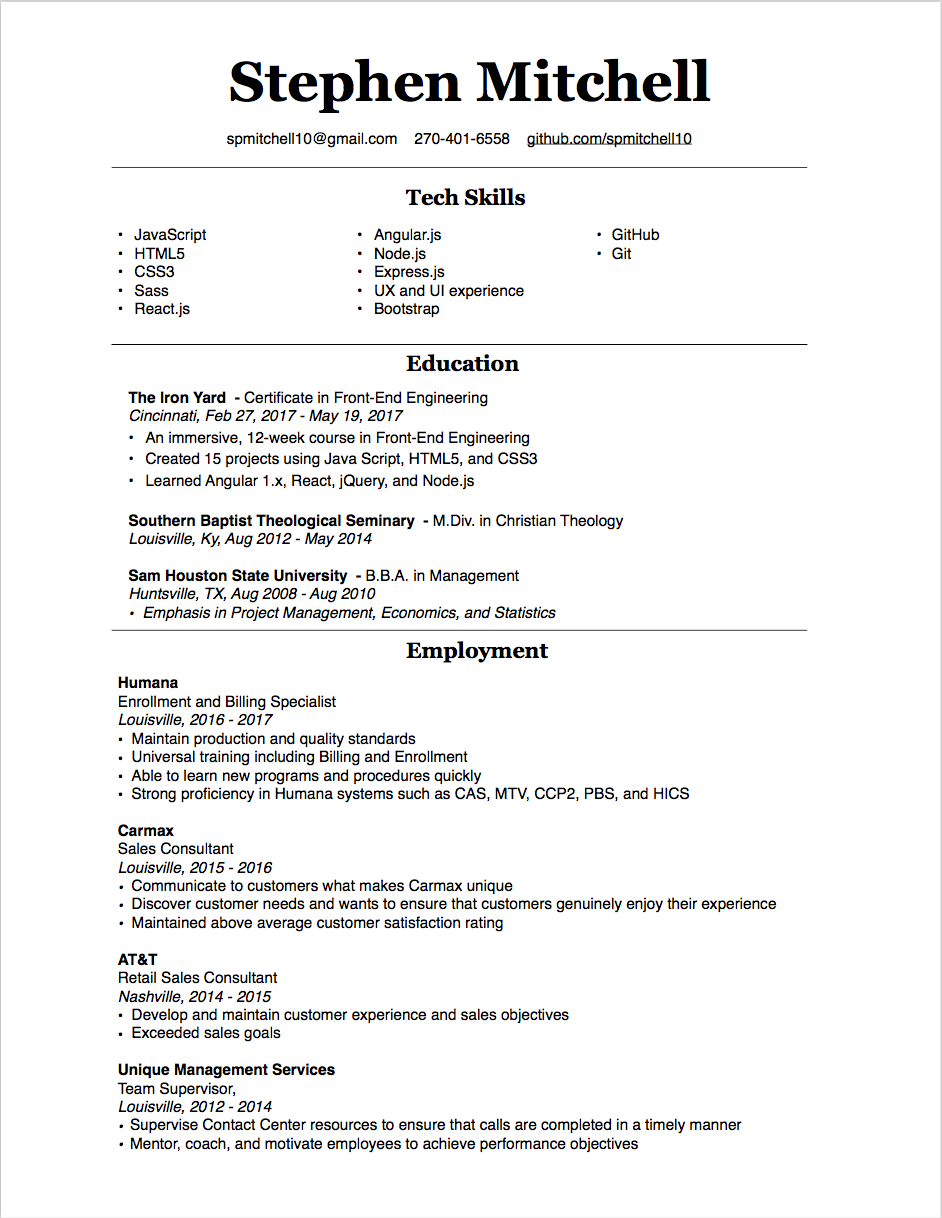 Stephen Mitchell
spmitchell10@gmail.com 270-401-6558 github.com/spmitchell10
Tech Skills
• JavaScript
• HTML5
• CSS3
• Sass
• React.js
• Angular.js
• Node.js
• Express.js
• UX and UI experience
• Bootstrap
• GitHub
• Git
Education
The Iron Yard - Certificate in Front-End Engineering
Cincinnati, Feb 27, 2017 - May 19, 2017
• An immersive, 12-week course in Front-End Engineering
• Created 15 projects using Java Script, HTML5, and CSS3
• Learned Angular 1.x, React, jQuery, and Node.js
Southern Baptist Theological Seminary - M.Div. in Christian Theology
Louisville, Ky, Aug 2012 - May 2014
Sam Houston State University - B.B.A. in Management
Huntsville, TX, Aug 2008 - Aug 2010
• Emphasis in Project Management, Economics, and Statistics
Employment
Humana
Enrollment and Billing Specialist
Louisville, 2016 - 2017
• Maintain production and quality standards
• Universal training including Billing and Enrollment
• Able to learn new programs and procedures quickly
• Strong proficiency in Humana systems such as CAS, MTV, CCP2, PBS, and HICS
Carmax
Sales Consultant
Louisville, 2015 - 2016
• Communicate to customers what makes Carmax unique
• Discover customer needs and wants to ensure that customers genuinely enjoy their experience
• Maintained above average customer satisfaction rating
AT&T
Retail Sales Consultant
Nashville, 2014 - 2015
• Develop and maintain customer experience and sales objectives
• Exceeded sales goals
Unique Management Services
Team Supervisor,
Louisville, 2012 - 2014
• Supervise Contact Center resources to ensure that calls are completed in a timely manner
• Mentor, coach, and motivate employees to achieve performance objectives